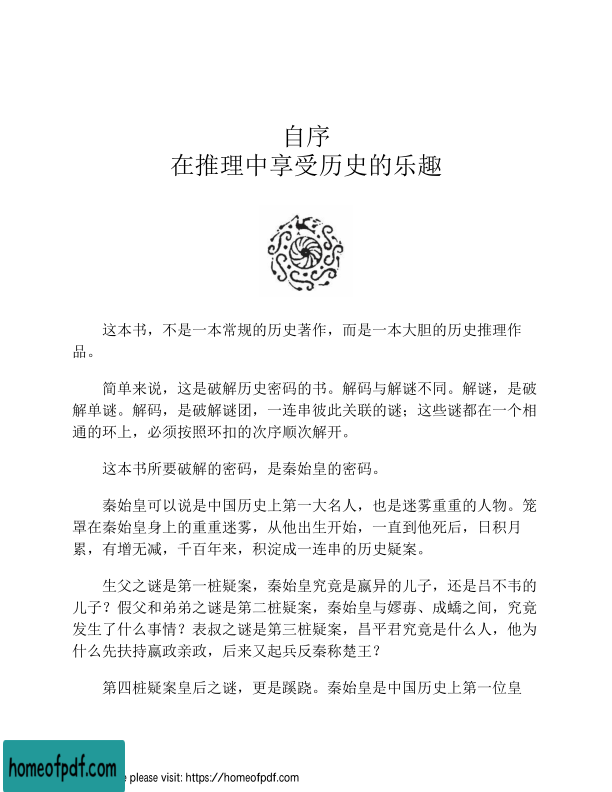 自序
在推理中享受历史的乐趣
这本书，不是一本常规的历史著作，而是一本大胆的历史推理作
品。
简单来说，这是破解历史密码的书。解码与解谜不同。解谜，是破
解单谜。解码，是破解谜团，一连串彼此关联的谜；这些谜都在一个相
通的环上，必须按照环扣的次序顺次解开。
这本书所要破解的密码，是秦始皇的密码。
秦始皇可以说是中国历史上第一大名人，也是迷雾重重的人物。笼
罩在秦始皇身上的重重迷雾，从他出生开始，一直到他死后，日积月
累，有增无减，千百年来，积淀成一连串的历史疑案。
生父之谜是第一桩疑案，秦始皇究竟是嬴异的儿子，还是吕不韦的
儿子？假父和弟弟之谜是第二桩疑案，秦始皇与嫪毐、成蟜之间，究竟
发生了什么事情？表叔之谜是第三桩疑案，昌平君究竟是什么人，他为
什么先扶持嬴政亲政，后来又起兵反秦称楚王？
第四桩疑案皇后之谜，更是蹊跷。秦始皇是中国历史上第一位皇
homeofpdf.com
e please visit: https://homeofpdf.com